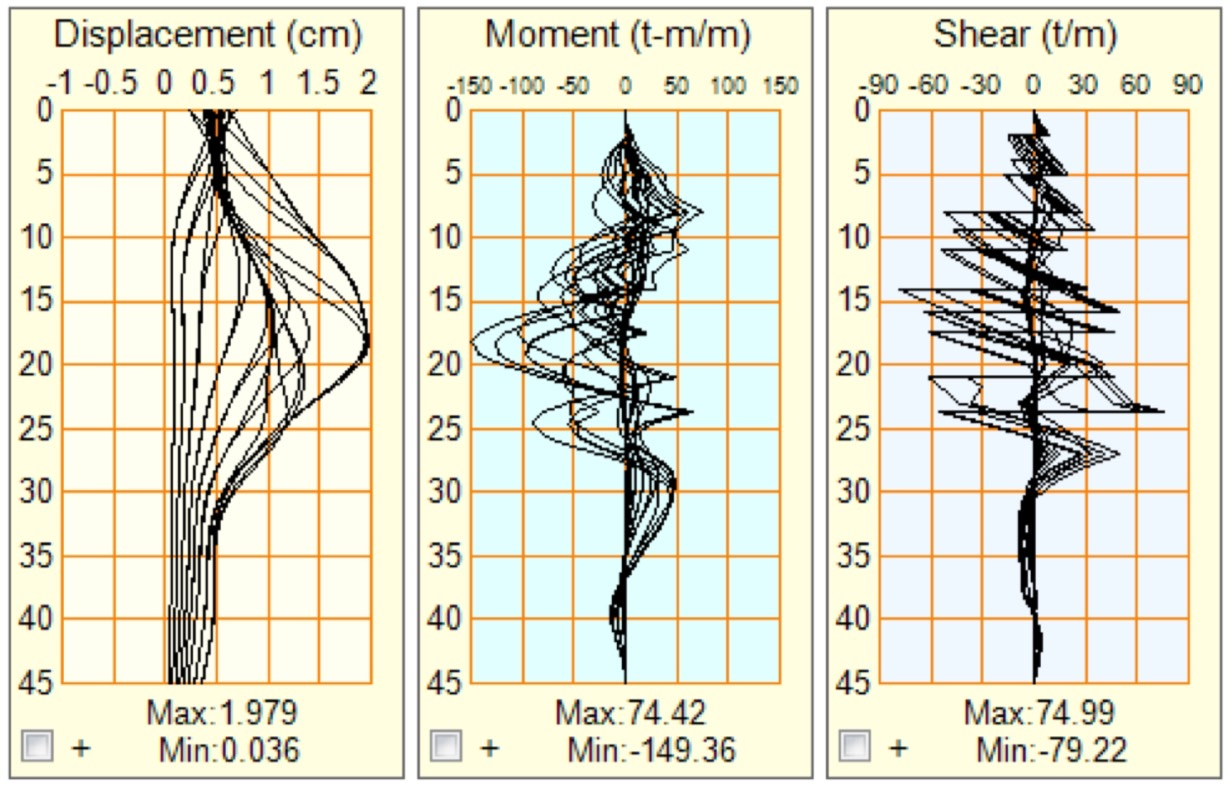 Displacement (cm)
-1 -0.5 0 0.5 1 1.5 2
0
5
10
15
20
25
30
35
40
45
Max:1.979
+ Min:0.036
Moment (t-m/m)
-150 -100 -50 0 50 100 150
0
5
10
15
20
25
30
35
40
45
Max:74.42
+ Min:-149.36
Shear (t/m)
-90 -60 -30 0 30 60 90
0
5
10
15
20
25
30
35
40
45
Max:74.99
+ Min:-79.22